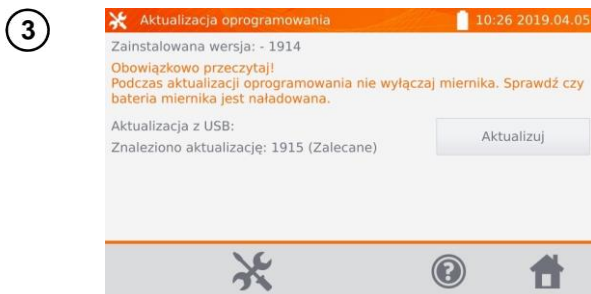 3
Aktualizacja oprogramowania 10:26 2019.04.05
Zainstalowana wersja: - 1914
Obowiązkowo przeczytaj!
Podczas aktualizacji oprogramowania nie wyłączaj miernika. Sprawdź czy
bateria miernika jest naładowana.
Aktualizacja z USB:
Znaleziono aktualizację: 1915 (Zalecane)
Aktualizuj